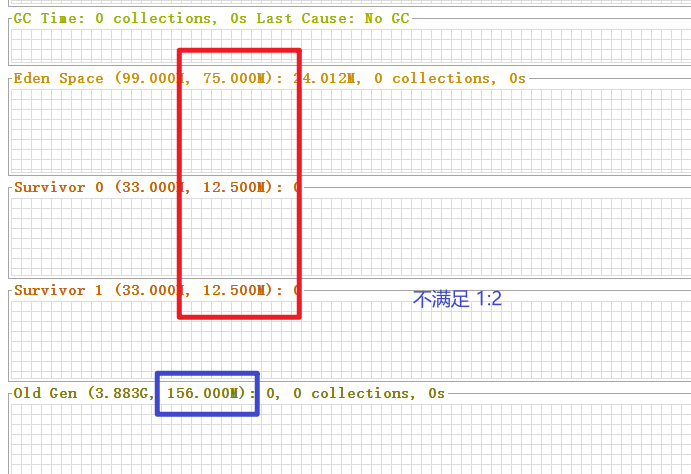 GC Time: 0 collections, 0s Last Cause: No GC
Eden Space (99.000M, 75.000M): 24.012M, 0 collections, 0s
Survivor 0 (33.000M, 12.500M): 0
Survivor 1 (33.000M, 12.500M): 0
不满足 1:2
Old Gen (3.883G, 156.000M): 0, 0 collections, 0s